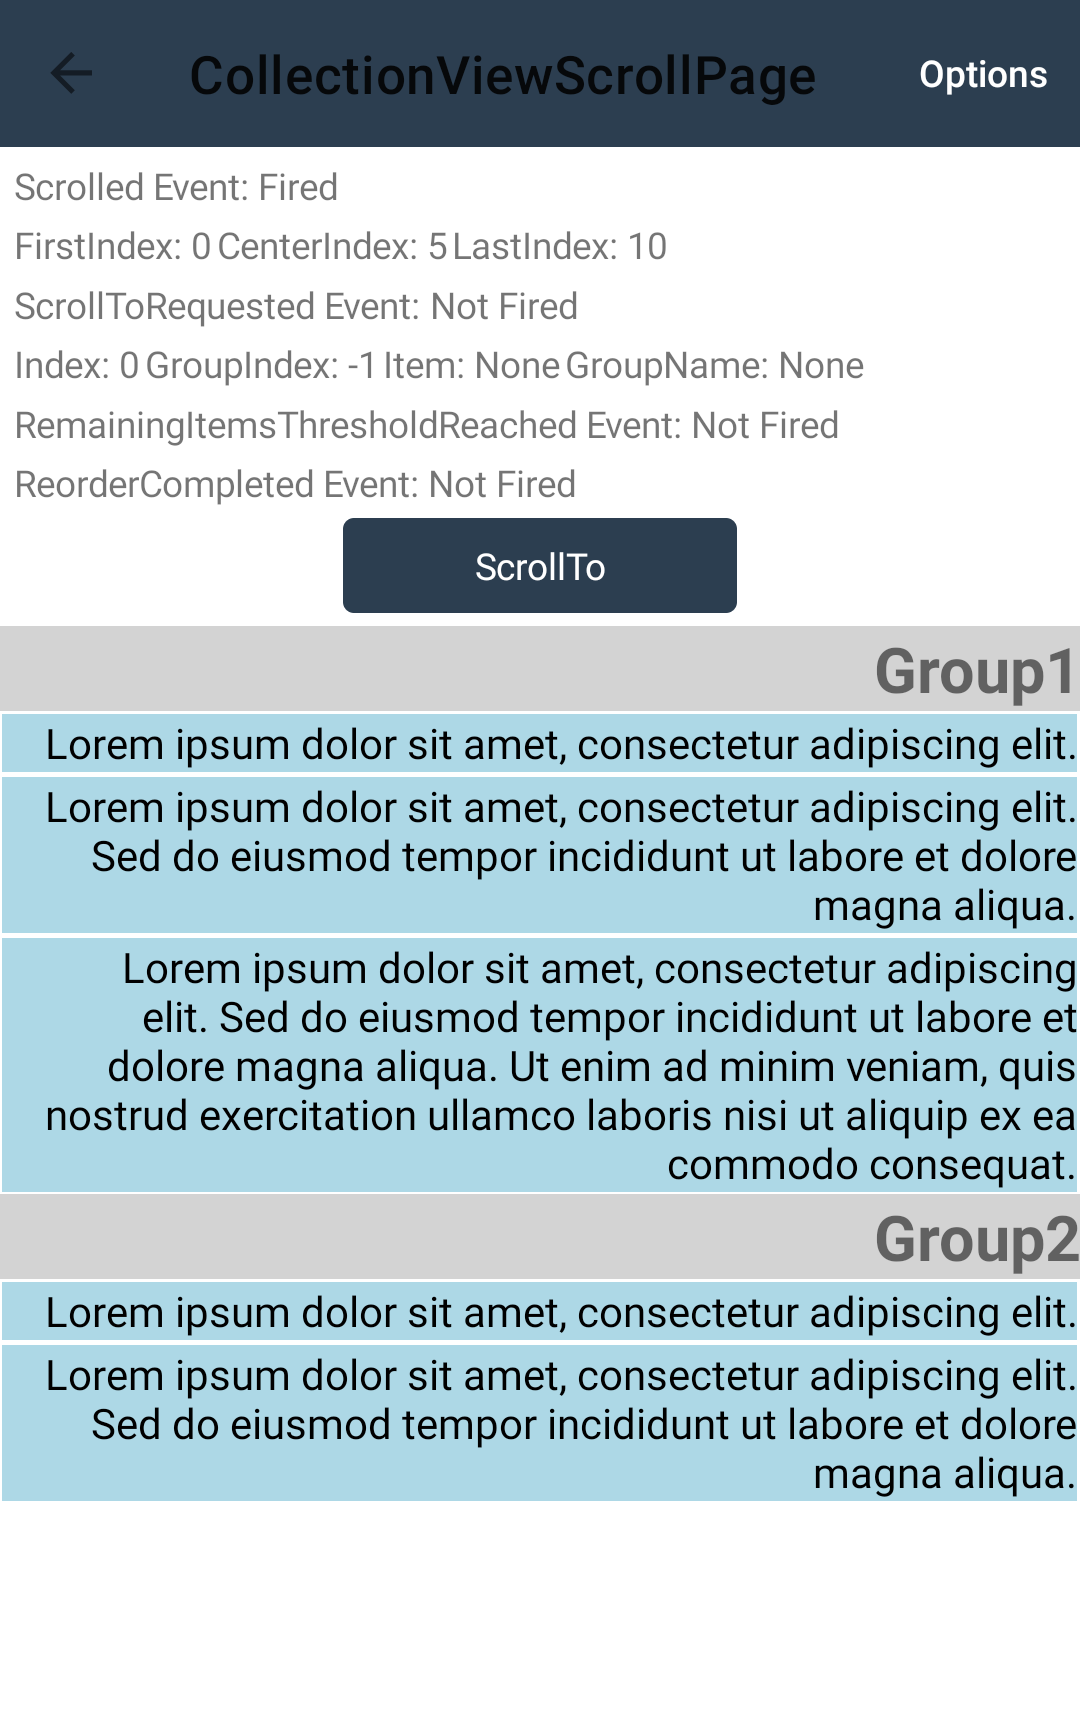 CollectionViewScrollPage
Options
Scrolled Event: Fired
FirstIndex: 0 CenterIndex: 5 LastIndex: 10
ScrollToRequested Event: Not Fired
Index: 0 GroupIndex: -1 Item: None GroupName: None
RemainingItemsThresholdReached Event: Not Fired
ReorderCompleted Event: Not Fired
ScrollTo
Group1
Lorem ipsum dolor sit amet, consectetur adipiscing elit.
Lorem ipsum dolor sit amet, consectetur adipiscing elit.
Sed do eiusmod tempor incididunt ut labore et dolore
magna aliqua.
Lorem ipsum dolor sit amet, consectetur adipiscing
elit. Sed do eiusmod tempor incididunt ut labore et
dolore magna aliqua. Ut enim ad minim veniam, quis
nostrud exercitation ullamco laboris nisi ut aliquip ex ea
commodo consequat.
Group2
Lorem ipsum dolor sit amet, consectetur adipiscing elit.
Lorem ipsum dolor sit amet, consectetur adipiscing elit.
Sed do eiusmod tempor incididunt ut labore et dolore
magna aliqua.